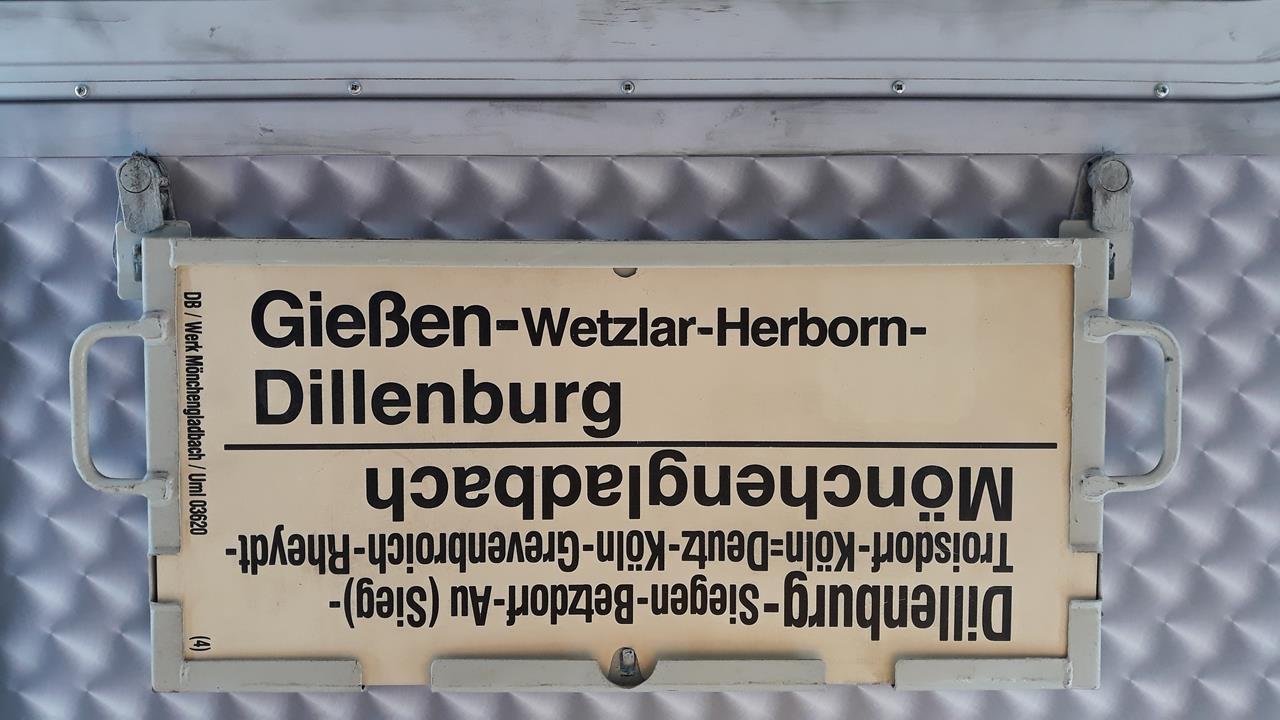 Gießen-Wetzlar-Herborn-
Dillenburg
Dillenburg-Siegen-Betzdorf-Au (Sieg)-
Troisdorf-Köln=Deutz-Köln-Grevenbroich-Rheydt-
Mönchengladbach
DB / Werk Mönchengladbach / Uml 63620
(4)